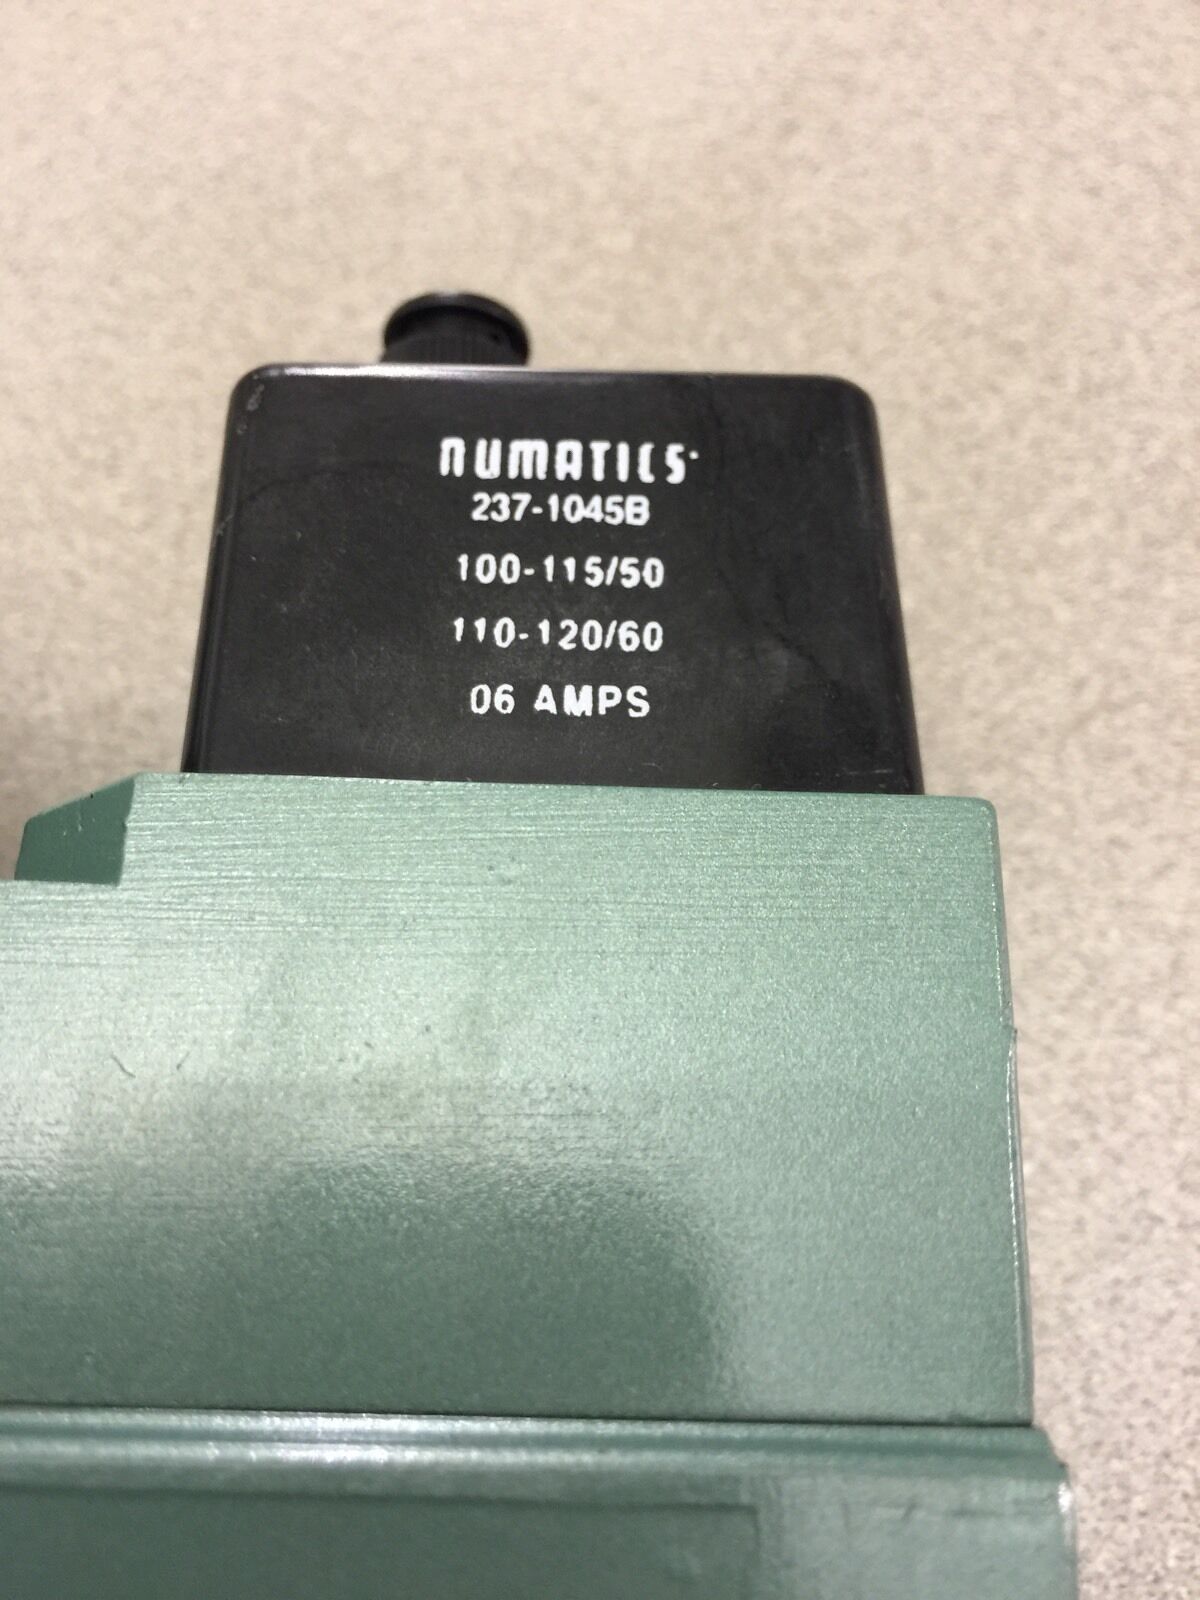 NUMATICS
237-1045B
100-115/50
110-120/60
06 AMPS